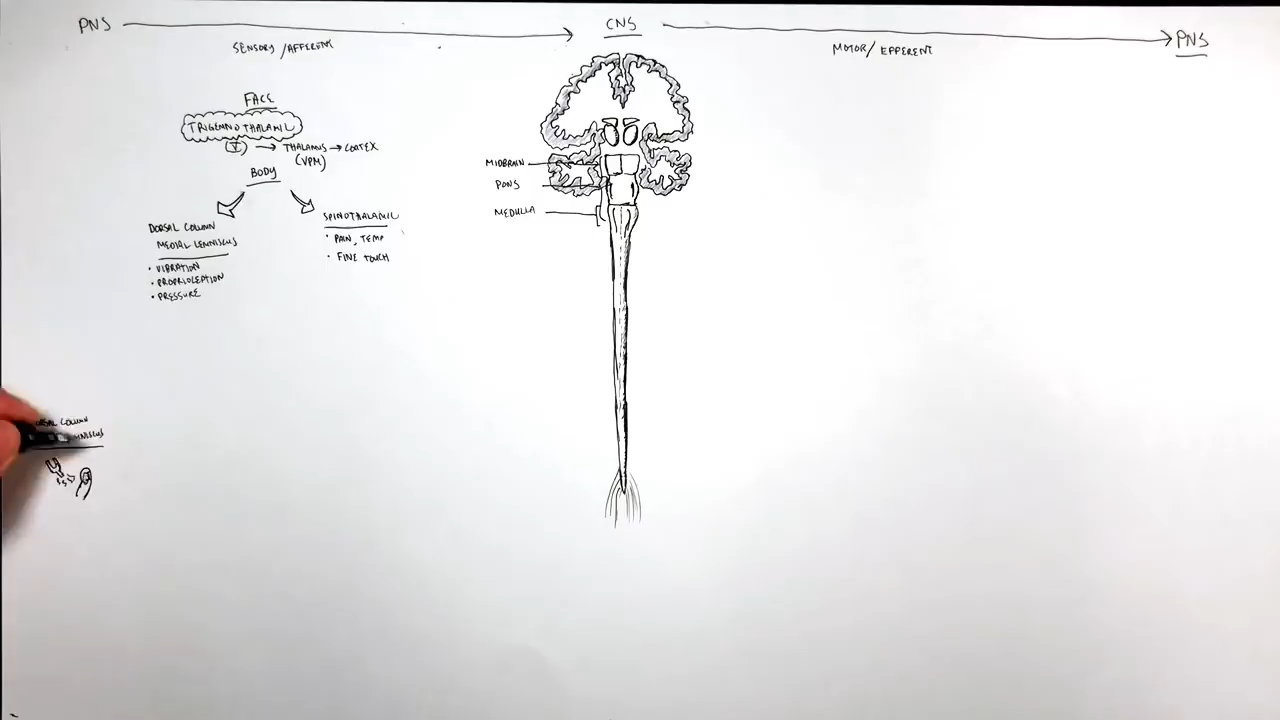 PNS
CNS
PNS
SENSORY/AFFERENT
MOTOR/EFFERENT
FACE
TRIGEMINOTHALAMIC
(V) → THALAMUS → CORTEX
(VPM)
BODY
DORSAL COLUMN
MEDIAL LEMNISCUS
• VIBRATION
• PROPRIOCEPTION
• PRESSURE
SPINOTHALAMIC
• PAIN, TEMP
• FINE TOUCH
MIDBRAIN
PONS
MEDULLA
COLUMN